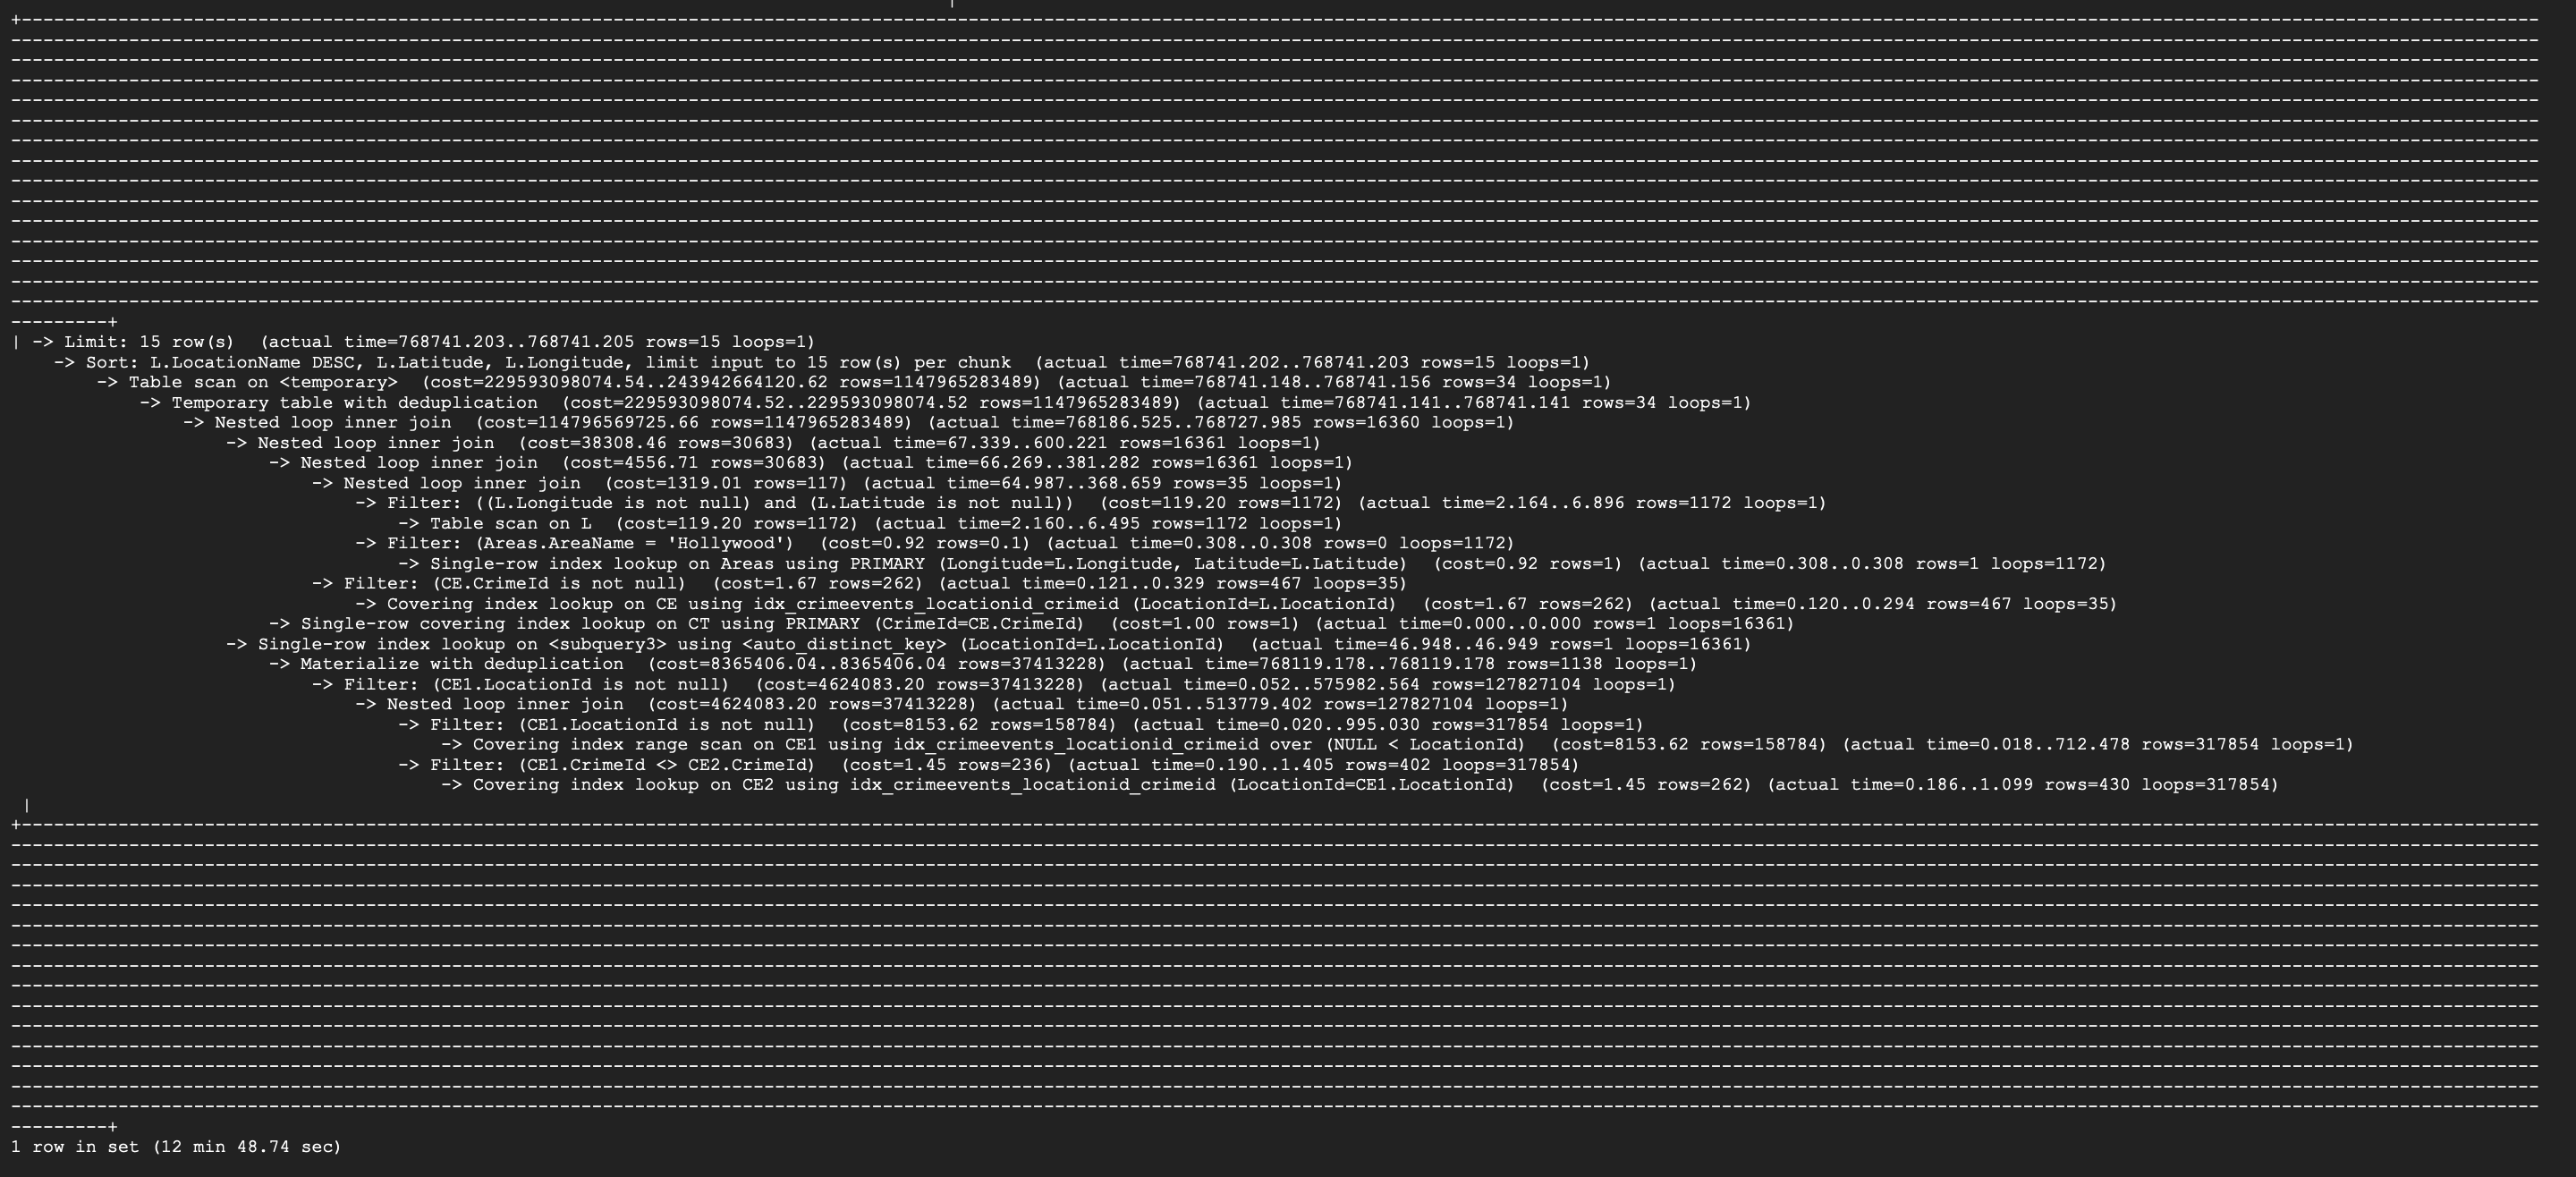 | -> Limit: 15 row(s)  (actual time=768741.203..768741.205 rows=15 loops=1)
    -> Sort: L.LocationName DESC, L.Latitude, L.Longitude, limit input to 15 row(s) per chunk  (actual time=768741.202..768741.203 rows=15 loops=1)
        -> Table scan on <temporary>  (cost=229593098074.54..243942664120.62 rows=1147965283489) (actual time=768741.148..768741.156 rows=34 loops=1)
            -> Temporary table with deduplication  (cost=229593098074.52..229593098074.52 rows=1147965283489) (actual time=768741.141..768741.141 rows=34 loops=1)
                -> Nested loop inner join  (cost=114796569725.66 rows=1147965283489) (actual time=768186.525..768727.985 rows=16360 loops=1)
                    -> Nested loop inner join  (cost=38308.46 rows=30683) (actual time=67.339..600.221 rows=16361 loops=1)
                        -> Nested loop inner join  (cost=4556.71 rows=30683) (actual time=66.269..381.282 rows=16361 loops=1)
                            -> Nested loop inner join  (cost=1319.01 rows=117) (actual time=64.987..368.659 rows=35 loops=1)
                                -> Filter: ((L.Longitude is not null) and (L.Latitude is not null))  (cost=119.20 rows=1172) (actual time=2.164..6.896 rows=1172 loops=1)
                                    -> Table scan on L  (cost=119.20 rows=1172) (actual time=2.160..6.495 rows=1172 loops=1)
                                -> Filter: (Areas.AreaName = 'Hollywood')  (cost=0.92 rows=0.1) (actual time=0.308..0.308 rows=0 loops=1172)
                                    -> Single-row index lookup on Areas using PRIMARY (Longitude=L.Longitude, Latitude=L.Latitude)  (cost=0.92 rows=1) (actual time=0.308..0.308 rows=1 loops=1172)
                            -> Filter: (CE.CrimeId is not null)  (cost=1.67 rows=262) (actual time=0.121..0.329 rows=467 loops=35)
                                -> Covering index lookup on CE using idx_crimeevents_locationid_crimeid (LocationId=L.LocationId)  (cost=1.67 rows=262) (actual time=0.120..0.294 rows=467 loops=35)
                        -> Single-row covering index lookup on CT using PRIMARY (CrimeId=CE.CrimeId)  (cost=1.00 rows=1) (actual time=0.000..0.000 rows=1 loops=16361)
                    -> Single-row index lookup on <subquery3> using <auto_distinct_key> (LocationId=L.LocationId)  (actual time=46.948..46.949 rows=1 loops=16361)
                        -> Materialize with deduplication  (cost=8365406.04..8365406.04 rows=37413228) (actual time=768119.178..768119.178 rows=1138 loops=1)
                            -> Filter: (CE1.LocationId is not null)  (cost=4624083.20 rows=37413228) (actual time=0.052..575982.564 rows=127827104 loops=1)
                                -> Nested loop inner join  (cost=4624083.20 rows=37413228) (actual time=0.051..513779.402 rows=127827104 loops=1)
                                    -> Filter: (CE1.LocationId is not null)  (cost=8153.62 rows=158784) (actual time=0.020..995.030 rows=317854 loops=1)
                                        -> Covering index range scan on CE1 using idx_crimeevents_locationid_crimeid over (NULL < LocationId)  (cost=8153.62 rows=158784) (actual time=0.018..712.478 rows=317854 loops=1)
                                    -> Filter: (CE1.CrimeId <> CE2.CrimeId)  (cost=1.45 rows=236) (actual time=0.190..1.405 rows=402 loops=317854)
                                        -> Covering index lookup on CE2 using idx_crimeevents_locationid_crimeid (LocationId=CE1.LocationId)  (cost=1.45 rows=262) (actual time=0.186..1.099 rows=430 loops=317854)
 |
1 row in set (12 min 48.74 sec)